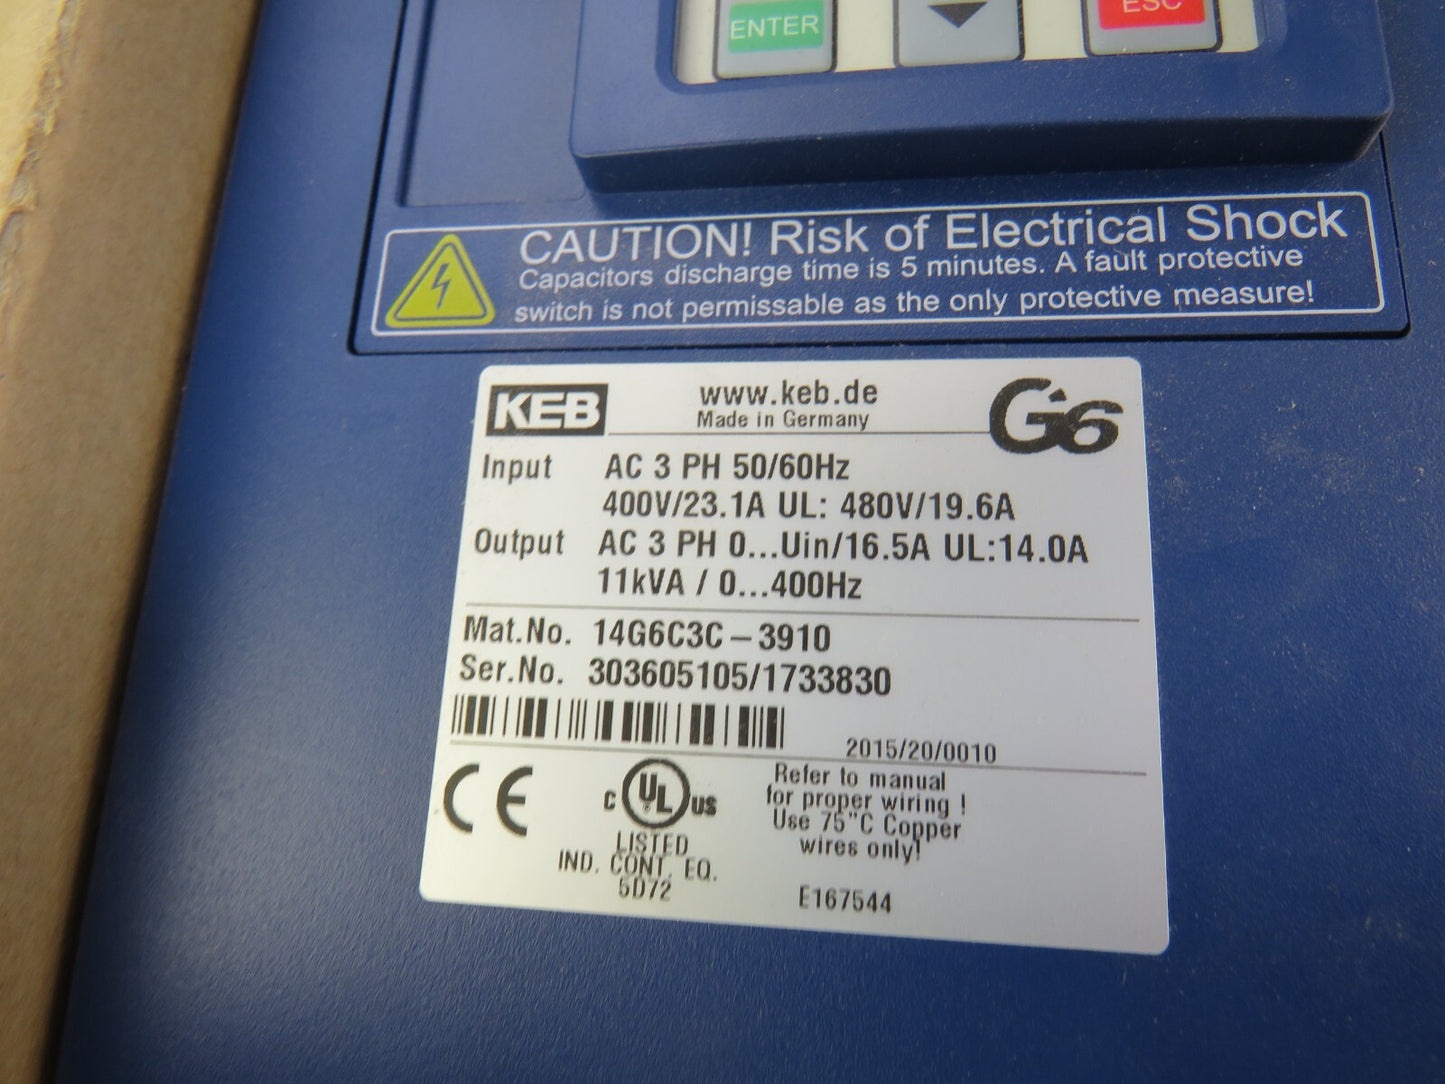 ENTER
ESC
CAUTION! Risk of Electrical Shock
Capacitors discharge time is 5 minutes. A fault protective
switch is not permissable as the only protective measure!
KEB
www.keb.de
Made in Germany
G6
Input AC 3 PH 50/60Hz
400V/23.1A UL: 480V/19.6A
Output AC 3 PH 0...Uin/16.5A UL:14.0A
11kVA / 0...400Hz
Mat.No. 14G6C3C-3910
Ser.No. 303605105/1733830
2015/20/0010
CE
C UL US
LISTED
IND. CONT. EQ.
5D72
Refer to manual
for proper wiring !
Use 75"C Copper
wires only!
E167544